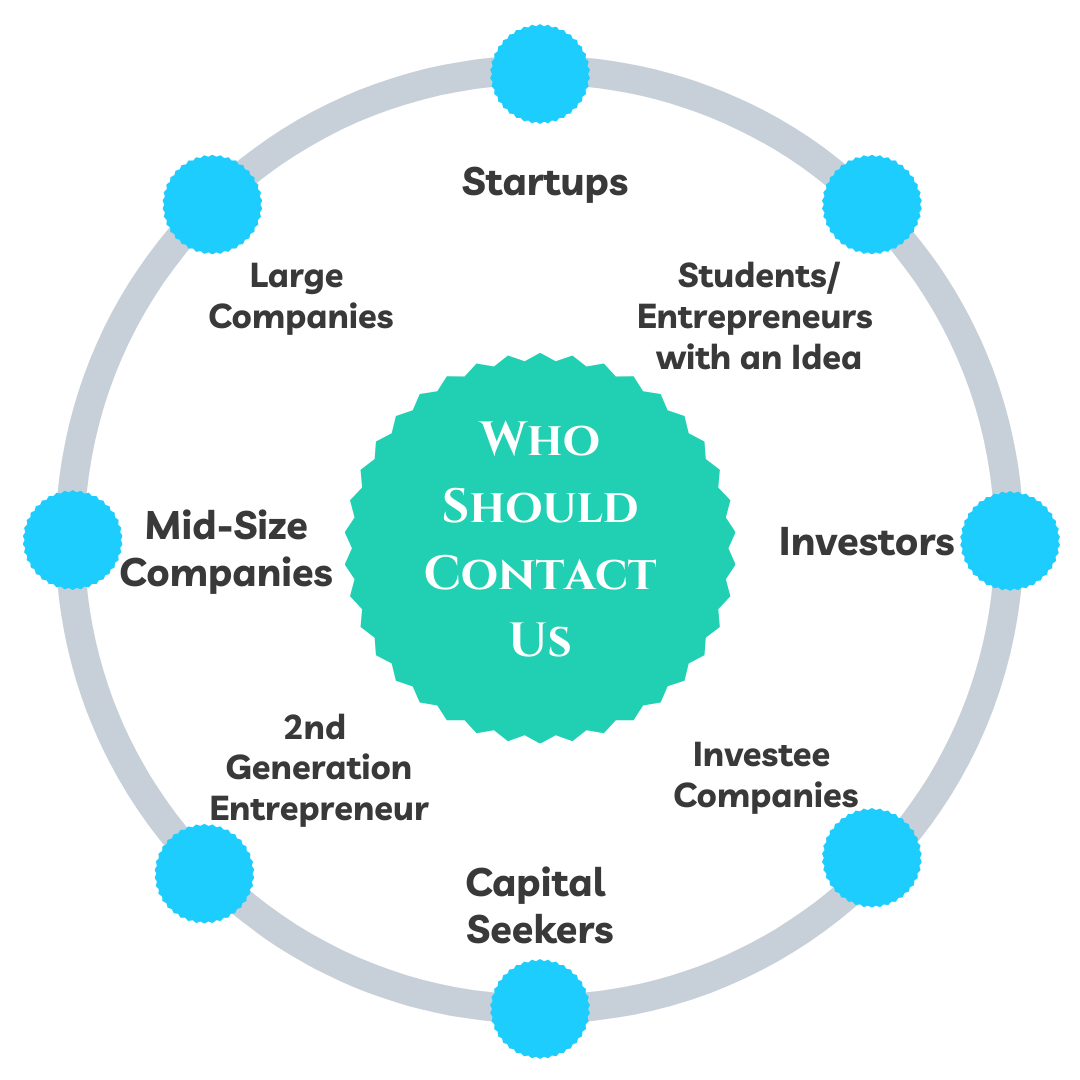 Startups
Large
Companies
Students/
Entrepreneurs
with an Idea
Who
Should
Contact
Us
Mid-Size
Companies
Investors
2nd
Generation
Entrepreneur
Investee
Companies
Capital
Seekers